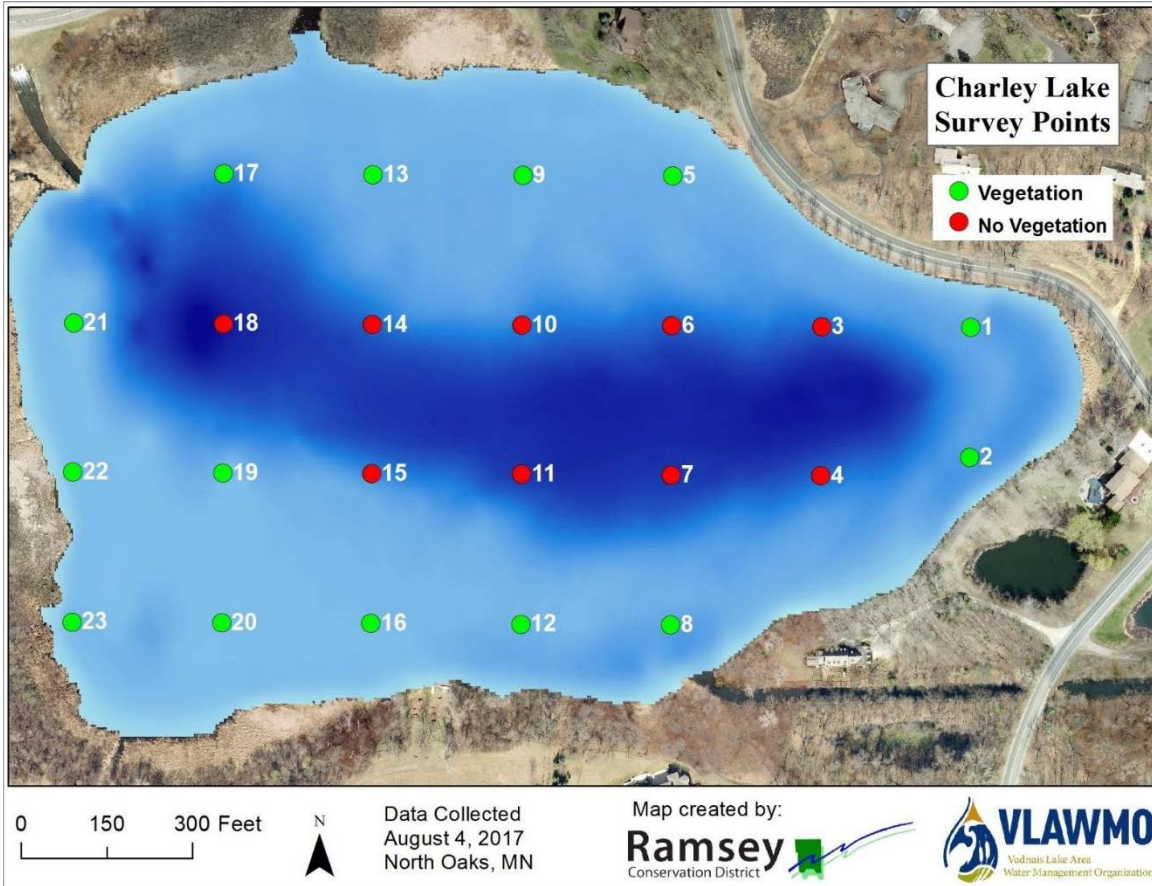 Charley Lake
Survey Points
Vegetation
No Vegetation
17
13
9
5
21
18
14
10
6
3
1
22
19
15
11
7
4
2
23
20
16
12
8
0 150 300 Feet
N
Data Collected
August 4, 2017
North Oaks, MN
Map created by:
Ramsey
Conservation District
VLAWMO
Vadnais Lake Area
Water Management Organization